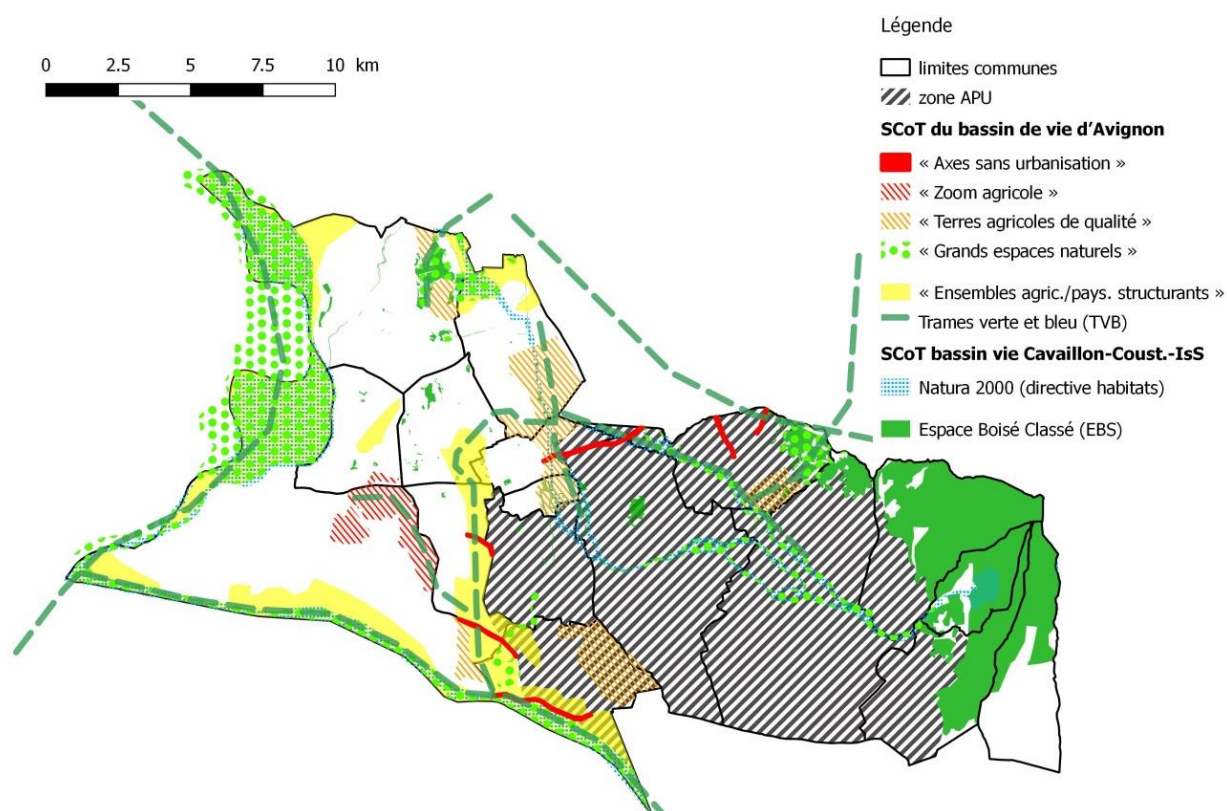 Légende
0 2.5 5 7.5 10 km
limites communes
zone APU
SCoT du bassin de vie d’Avignon
« Axes sans urbanisation »
« Zoom agricole »
« Terres agricoles de qualité »
« Grands espaces naturels »
« Ensembles agric./pays. structurants »
Trames verte et bleu (TVB)
SCoT bassin vie Cavaillon-Coust.-IsS
Natura 2000 (directive habitats)
Espace Boisé Classé (EBS)